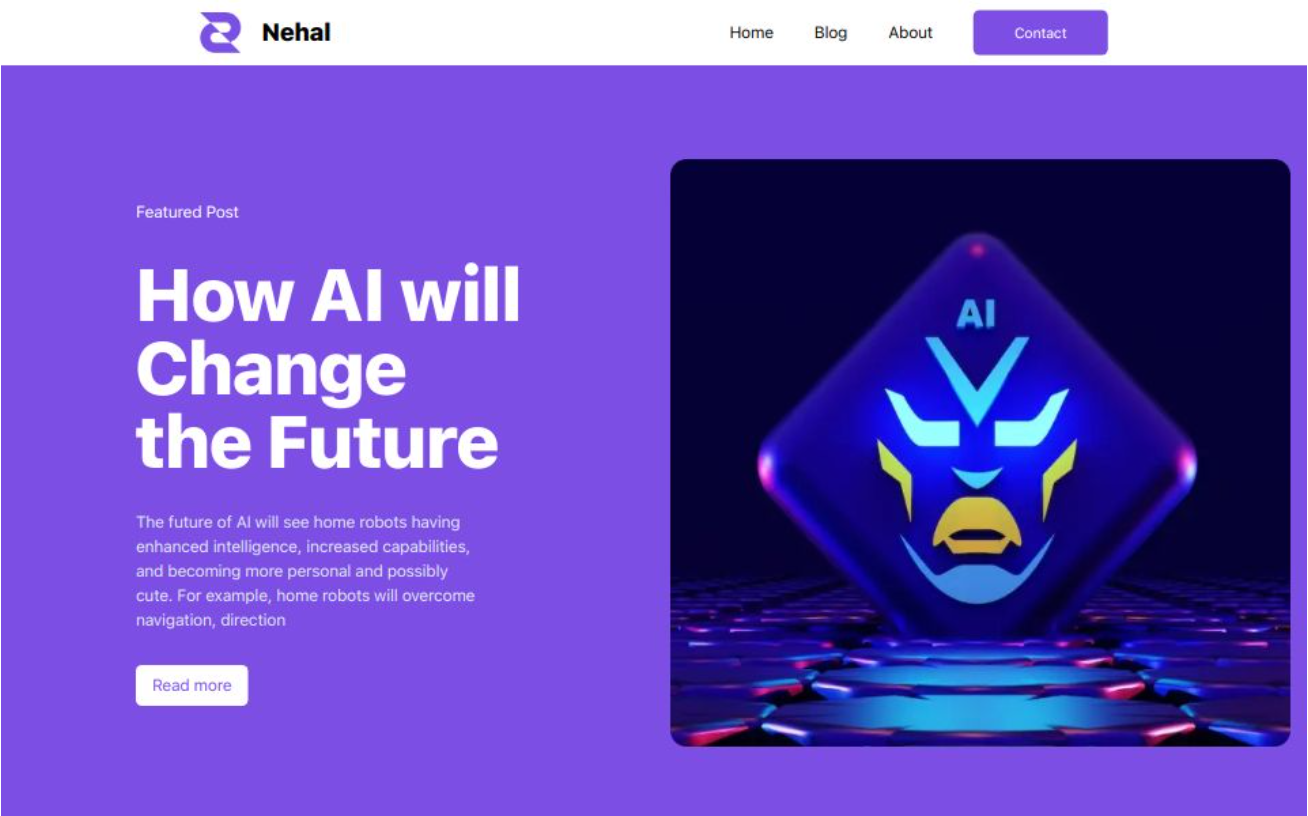 Nehal
Home
Blog
About
Contact
Featured Post
How AI will
Change
the Future
The future of AI will see home robots having
enhanced intelligence, increased capabilities,
and becoming more personal and possibly
cute. For example, home robots will overcome
navigation, direction
Read more
AI